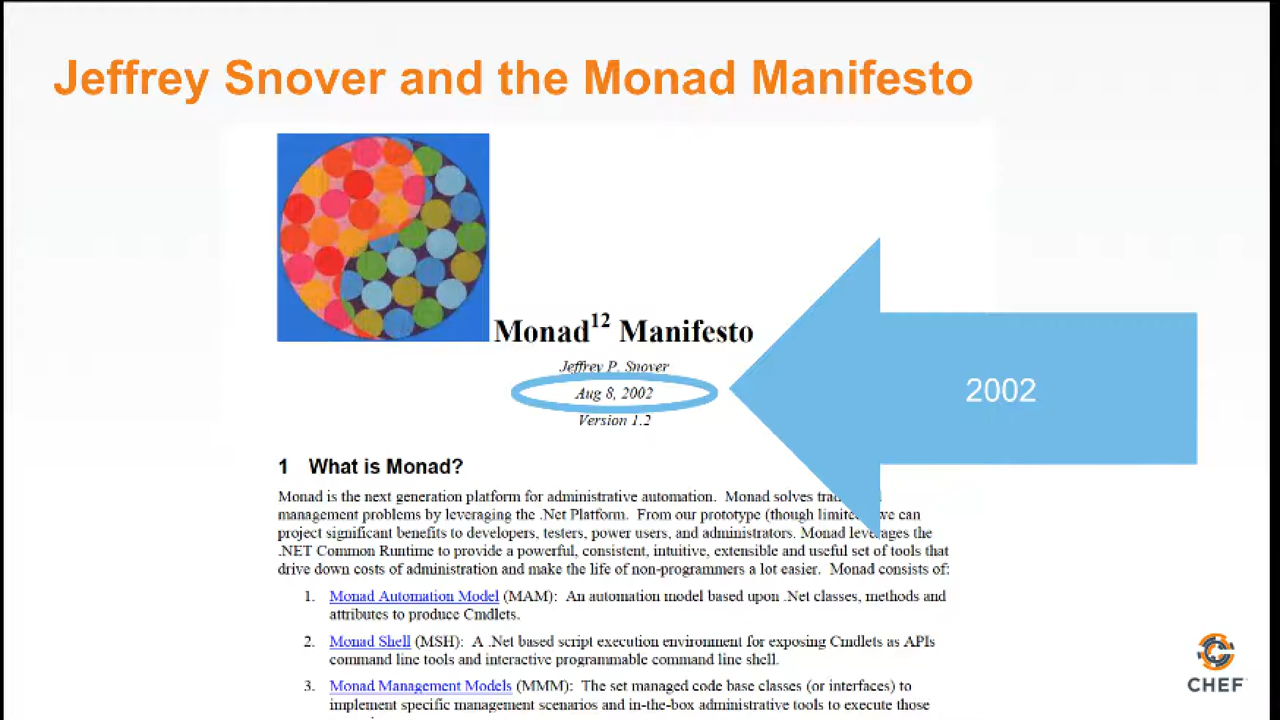 Jeffrey Snover and the Monad Manifesto
Monad12 Manifesto
Jeffrey P. Snover
Aug 8, 2002
Version 1.2
2002
1 What is Monad?
Monad is the next generation platform for administrative automation. Monad solves
management problems by leveraging the .Net Platform. From our prototype (though we can
project significant benefits to developers, testers, power users, and administrators. Monad leverages the
.NET Common Runtime to provide a powerful, consistent, intuitive, extensible and useful set of tools that
drive down costs of administration and make the life of non-programmers a lot easier. Monad consists of:
1. Monad Automation Model (MAM): An automation model based upon .Net classes, methods and
attributes to produce Cmdlets.
2. Monad Shell (MSH): A .Net based script execution environment for exposing Cmdlets as APIs
command line tools and interactive programmable command line shell.
3. Monad Management Models (MMM): The set managed code base classes (or interfaces) to
implement specific management scenarios and in-the-box administrative tools to execute those
CHEF